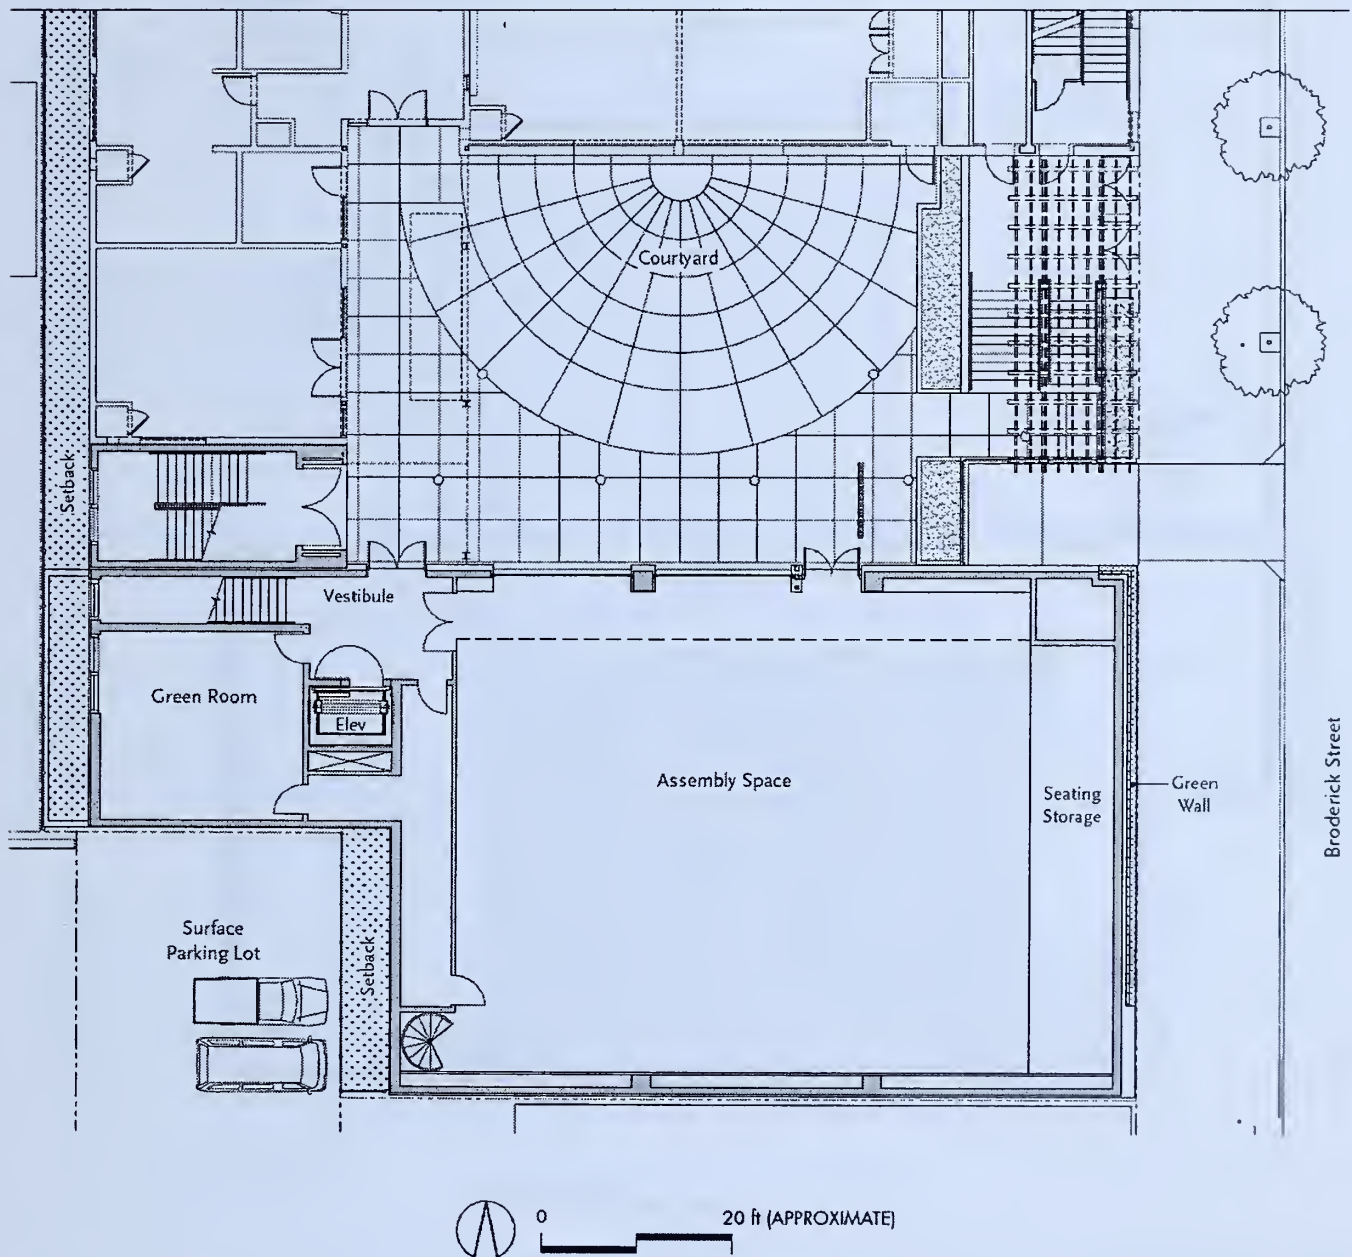 Courtyard
Setback
Vestibule
Green Room
Elev
Assembly Space
Seating
Storage
Green
Wall
Broderick Street
Surface
Parking Lot
Setback
0 20 ft (APPROXIMATE)